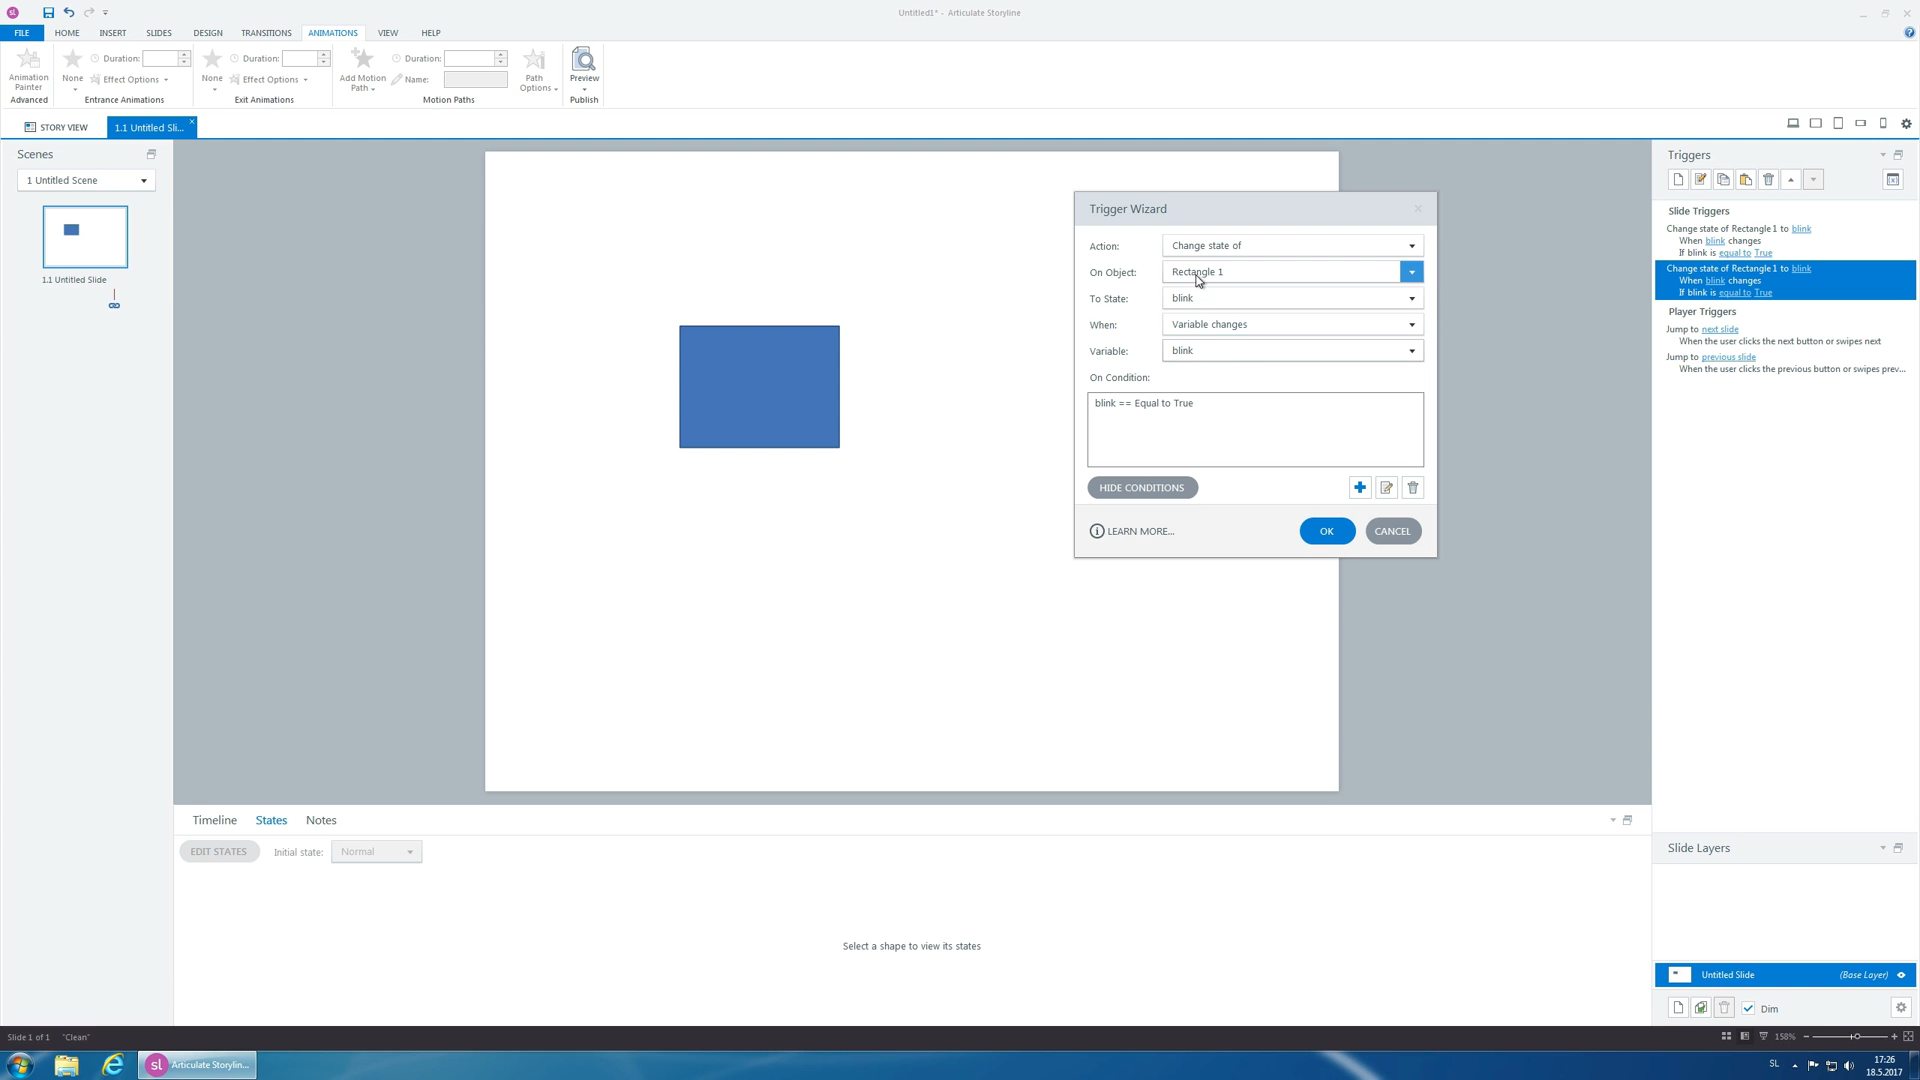 sl
Untitled1* - Articulate Storyline
FILE HOME INSERT SLIDES DESIGN TRANSITIONS ANIMATIONS VIEW HELP
Animation Painter
None
Duration:
Effect Options
None
Duration:
Effect Options
Add Motion Path
Duration:
Name:
Path Options
Preview
Advanced Entrance Animations Exit Animations Motion Paths Publish
STORY VIEW 1.1 Untitled Sli...
Scenes
1 Untitled Scene
1.1 Untitled Slide
Trigger Wizard
Action: Change state of
On Object: Rectangle 1
To State: blink
When: Variable changes
Variable: blink
On Condition:
blink == Equal to True
HIDE CONDITIONS
LEARN MORE... OK CANCEL
Triggers
Slide Triggers
Change state of Rectangle 1 to blink
When blink changes
If blink is equal to True
Change state of Rectangle 1 to blink
When blink changes
If blink is equal to True
Player Triggers
Jump to next slide
When the user clicks the next button or swipes next
Jump to previous slide
When the user clicks the previous button or swipes prev...
Timeline States Notes
EDIT STATES Initial state: Normal
Select a shape to view its states
Slide Layers
Untitled Slide (Base Layer)
Dim
Slide 1 of 1 "Clean" 158%
sl Articulate Storylin...
SL 17:26
18.5.2017